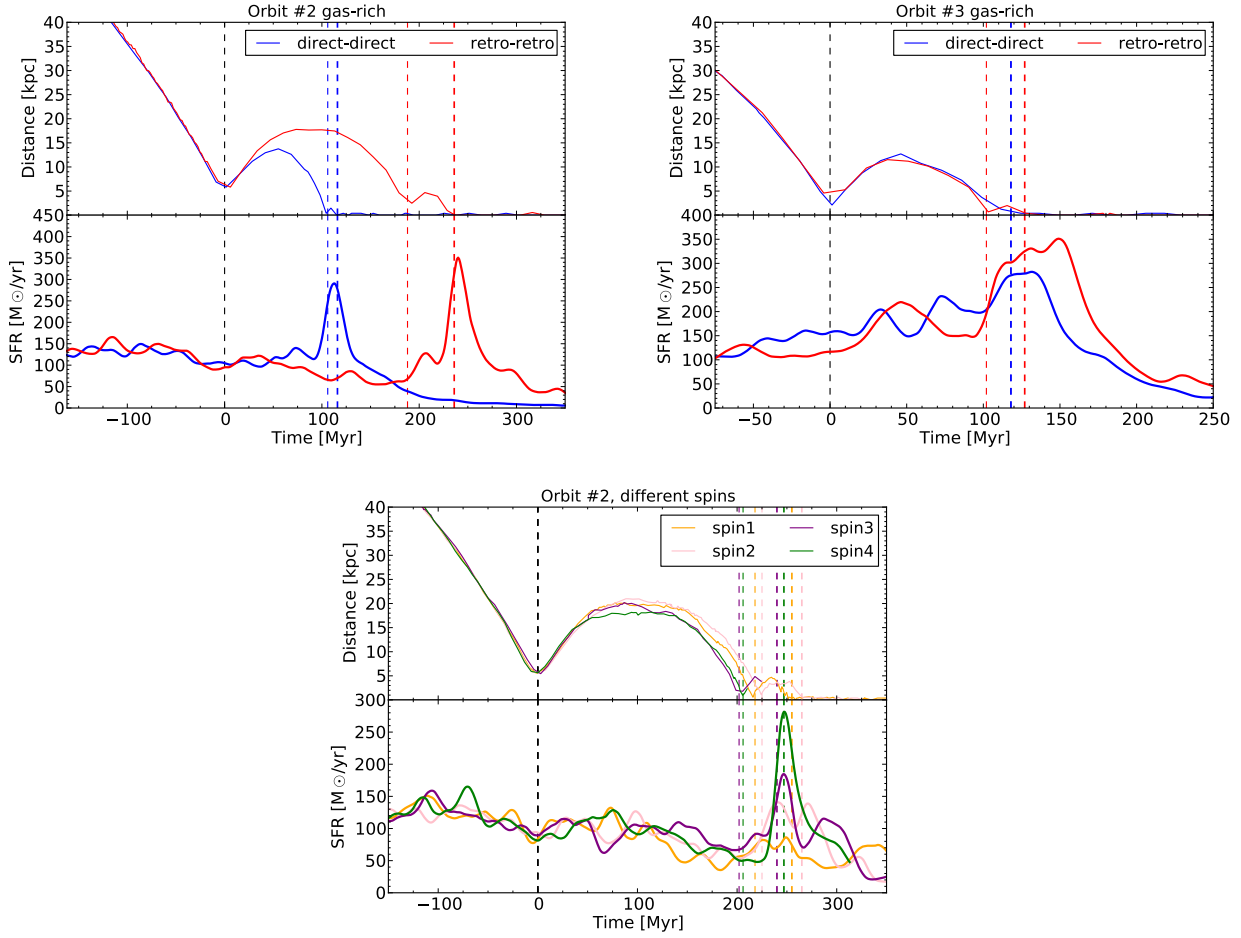 Orbit #2 gas-rich
direct-direct retro-retro
Distance [kpc]
40
35
30
25
20
15
10
5
450
SFR [M☉/yr]
400
350
300
250
200
150
100
50
0
−100 0 100 200 300
Time [Myr]
Orbit #3 gas-rich
direct-direct retro-retro
Distance [kpc]
40
35
30
25
20
15
10
5
0
SFR [M☉/yr]
350
300
250
200
150
100
50
0
−50 0 50 100 150 200 250
Time [Myr]
Orbit #2, different spins
spin1 spin3
spin2 spin4
Distance [kpc]
40
35
30
25
20
15
10
5
300
SFR [M☉/yr]
250
200
150
100
50
0
−100 0 100 200 300
Time [Myr]